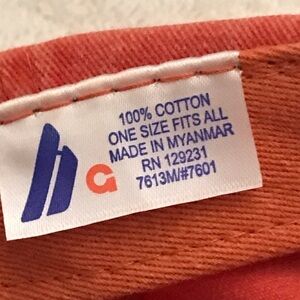 100% COTTON
ONE SIZE FITS ALL
MADE IN MYANMAR
RN 129231
7613M/#7601